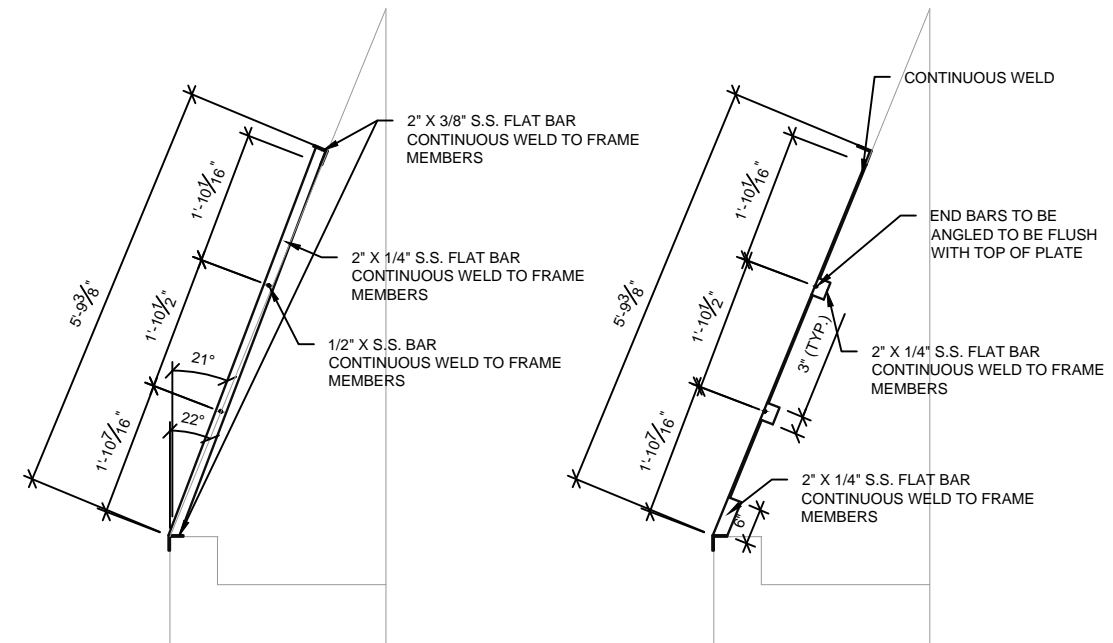 2" X 3/8" S.S. FLAT BAR
CONTINUOUS WELD TO FRAME
MEMBERS
2" X 1/4" S.S. FLAT BAR
CONTINUOUS WELD TO FRAME
MEMBERS
1/2" X S.S. BAR
CONTINUOUS WELD TO FRAME
MEMBERS
5'-9 3/8"
1'-10 1/16"
1'-10 1/2"
1'-10 7/16"
21°
22°
CONTINUOUS WELD
END BARS TO BE
ANGLED TO BE FLUSH
WITH TOP OF PLATE
2" X 1/4" S.S. FLAT BAR
CONTINUOUS WELD TO FRAME
MEMBERS
2" X 1/4" S.S. FLAT BAR
CONTINUOUS WELD TO FRAME
MEMBERS
5'-9 3/8"
1'-10 1/16"
1'-10 1/2"
1'-10 7/16"
3" (TYP.)
6"